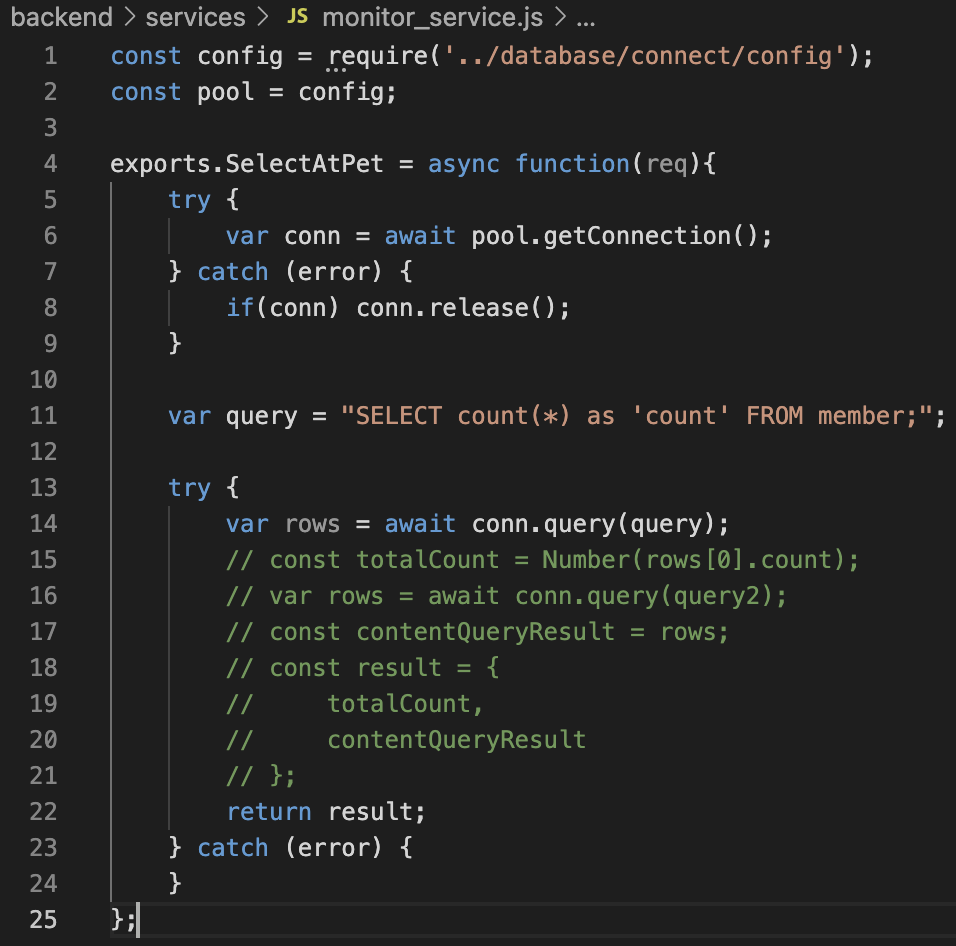 backend > services > JS monitor_service.js > ...
1 const config = require('../database/connect/config');
2 const pool = config;
3
4 exports.SelectAtPet = async function(req){
5     try {
6         var conn = await pool.getConnection();
7     } catch (error) {
8         if(conn) conn.release();
9     }
10
11     var query = "SELECT count(*) as 'count' FROM member;";
12
13     try {
14         var rows = await conn.query(query);
15         // const totalCount = Number(rows[0].count);
16         // var rows = await conn.query(query2);
17         // const contentQueryResult = rows;
18         // const result = {
19         //     totalCount,
20         //     contentQueryResult
21         // };
22         return result;
23     } catch (error) {
24     }
25 };